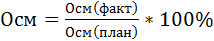 Осм = Осм(факт) / Осм(план) * 100%